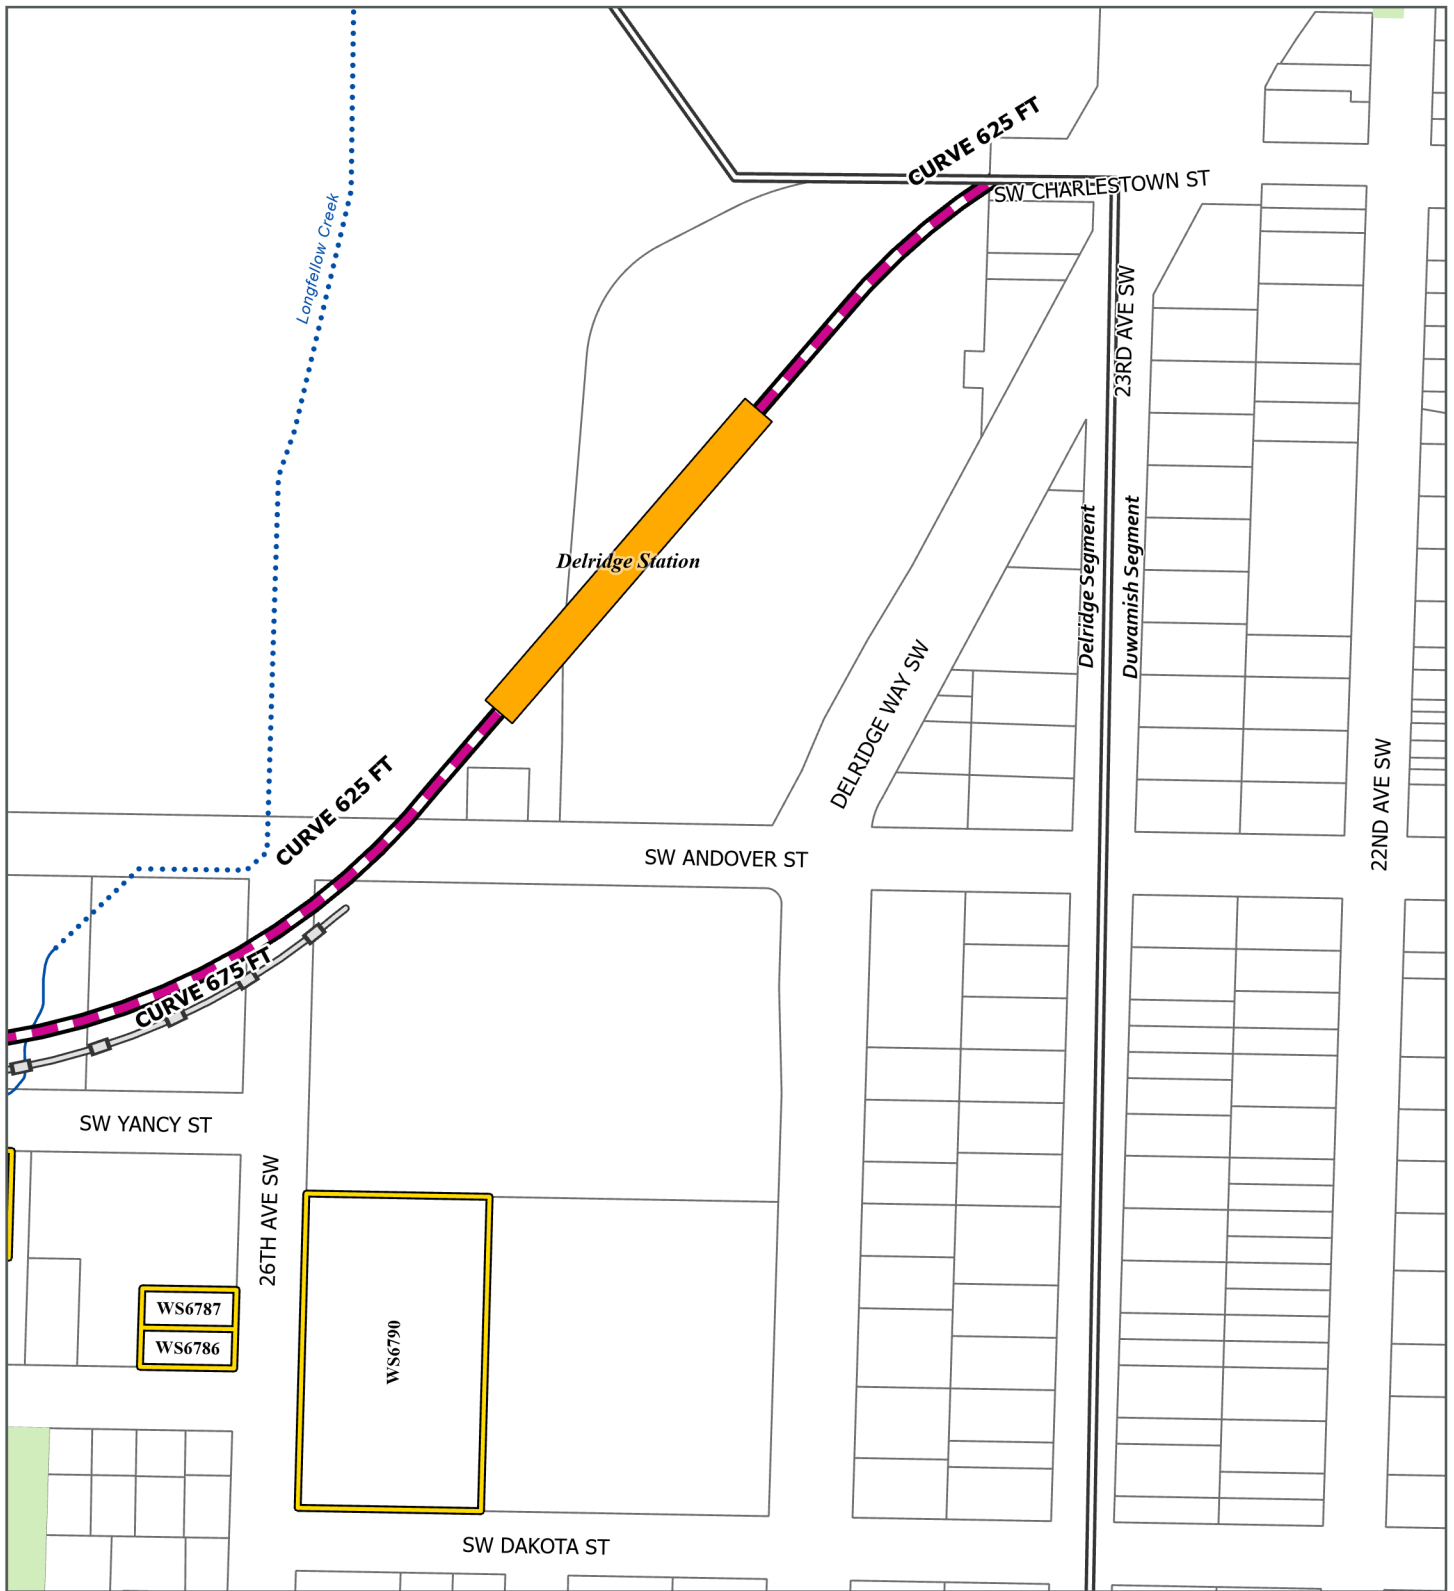 CURVE 625 FT
SW CHARLESTOWN ST
Longfellow Creek
23RD AVE SW
Delridge Segment
Duwamish Segment
Delridge Station
DELRIDGE WAY SW
22ND AVE SW
CURVE 625 FT
SW ANDOVER ST
CURVE 675 FT
SW YANCY ST
26TH AVE SW
WS6787
WS6786
WS6790
SW DAKOTA ST